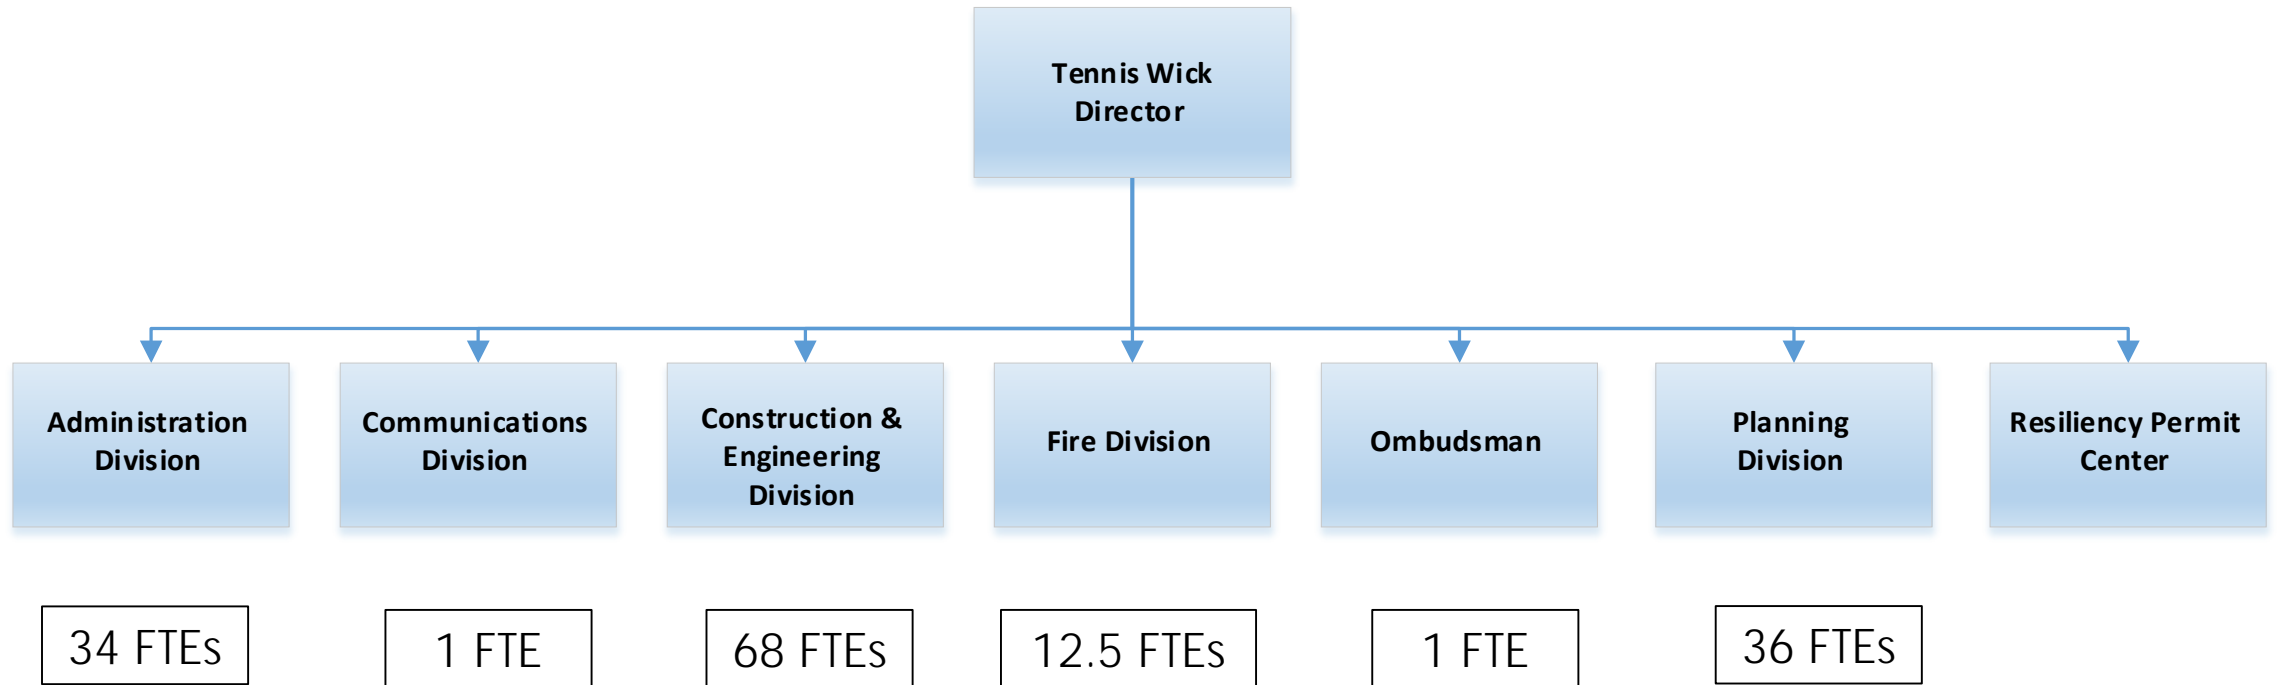 Tennis Wick
Director
Administration
Division
Communications
Division
Construction &
Engineering
Division
Fire Division
Ombudsman
Planning
Division
Resiliency Permit
Center
34 FTEs
1 FTE
68 FTEs
12.5 FTEs
1 FTE
36 FTEs